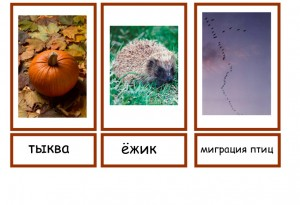 тыква
ёжик
миграция птиц